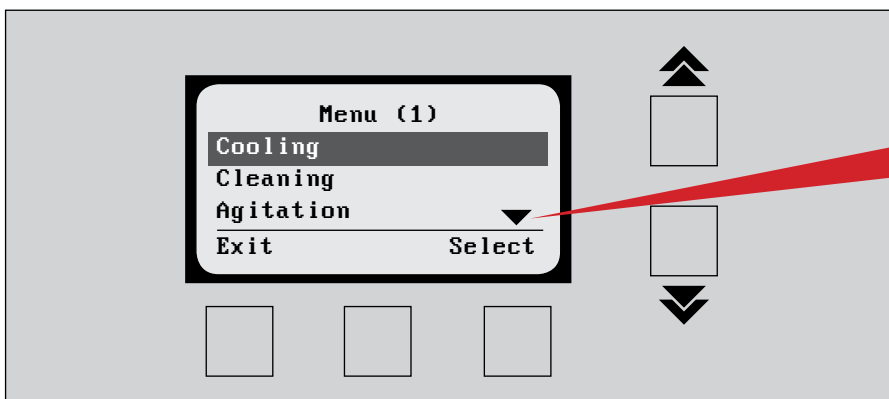 Menu (1)
Cooling
Cleaning
Agitation
Exit Select